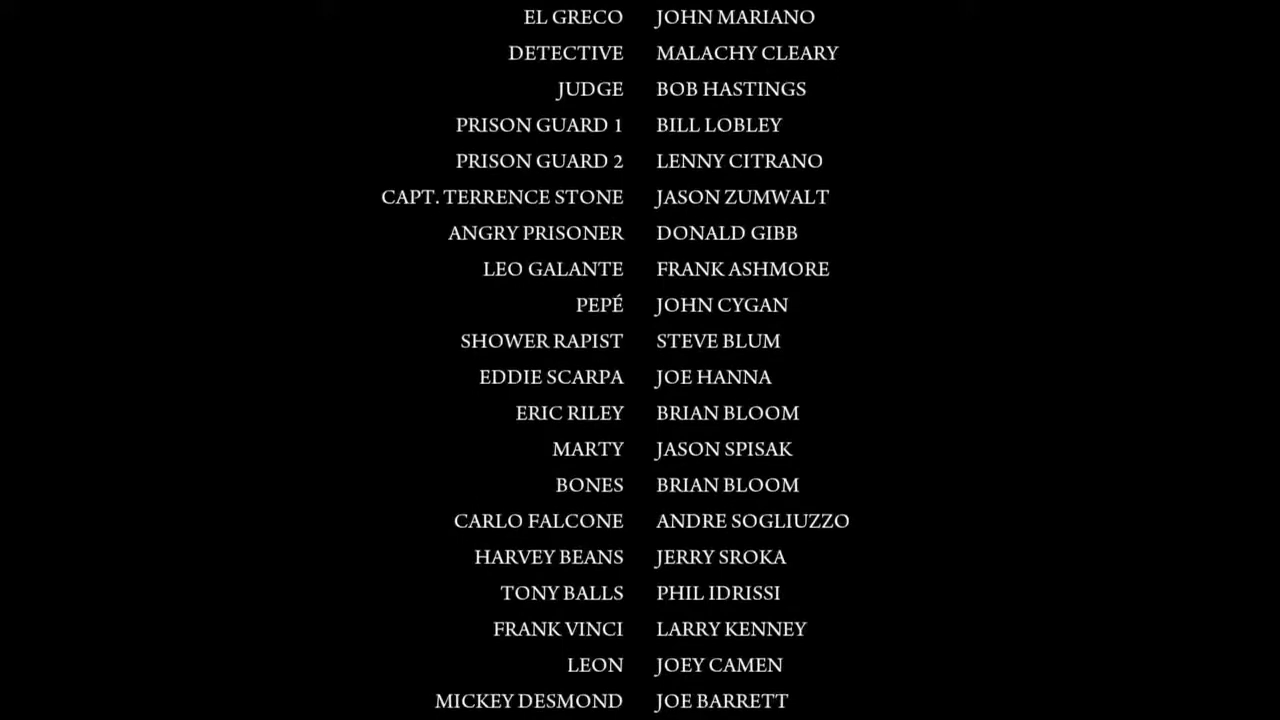 EL GRECO JOHN MARIANO
DETECTIVE MALACHY CLEARY
JUDGE BOB HASTINGS
PRISON GUARD 1 BILL LOBLEY
PRISON GUARD 2 LENNY CITRANO
CAPT. TERRENCE STONE JASON ZUMWALT
ANGRY PRISONER DONALD GIBB
LEO GALANTE FRANK ASHMORE
PEPÉ JOHN CYGAN
SHOWER RAPIST STEVE BLUM
EDDIE SCARPA JOE HANNA
ERIC RILEY BRIAN BLOOM
MARTY JASON SPISAK
BONES BRIAN BLOOM
CARLO FALCONE ANDRE SOGLIUZZO
HARVEY BEANS JERRY SROKA
TONY BALLS PHIL IDRISSI
FRANK VINCI LARRY KENNEY
LEON JOEY CAMEN
MICKEY DESMOND JOE BARRETT